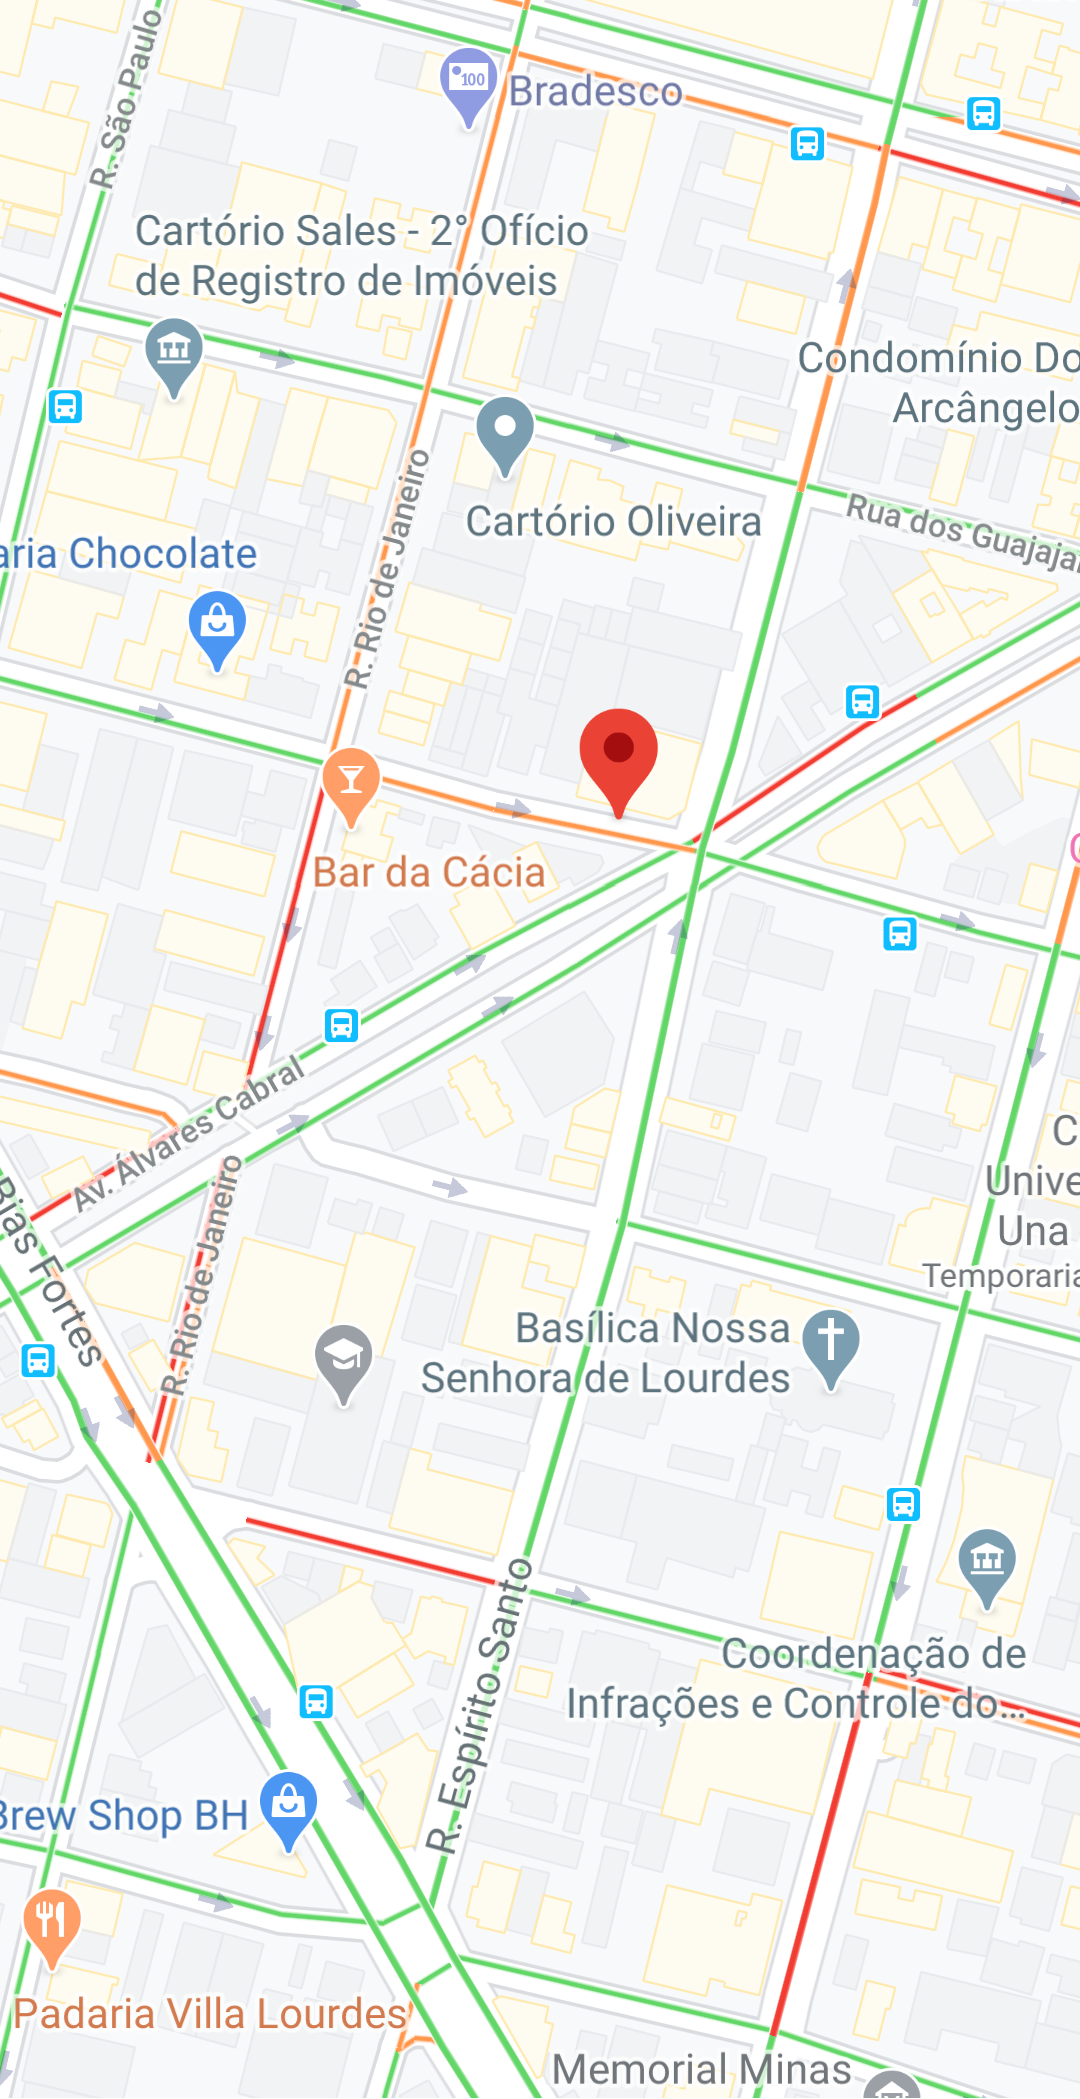 R. São Paulo
100
Bradesco
Cartório Sales - 2° Ofício
de Registro de Imóveis
Condomínio Do
Arcângelo
R. Rio de Janeiro
Cartório Oliveira
Rua dos Guajaja
aria Chocolate
Bar da Cácia
Av. Álvares Cabral
C
Unive
Una
Temporaria
Bias Fortes
R. Rio de Janeiro
Basílica Nossa
Senhora de Lourdes
R. Espírito Santo
Coordenação de
Infrações e Controle do...
Brew Shop BH
Padaria Villa Lourdes
Memorial Minas